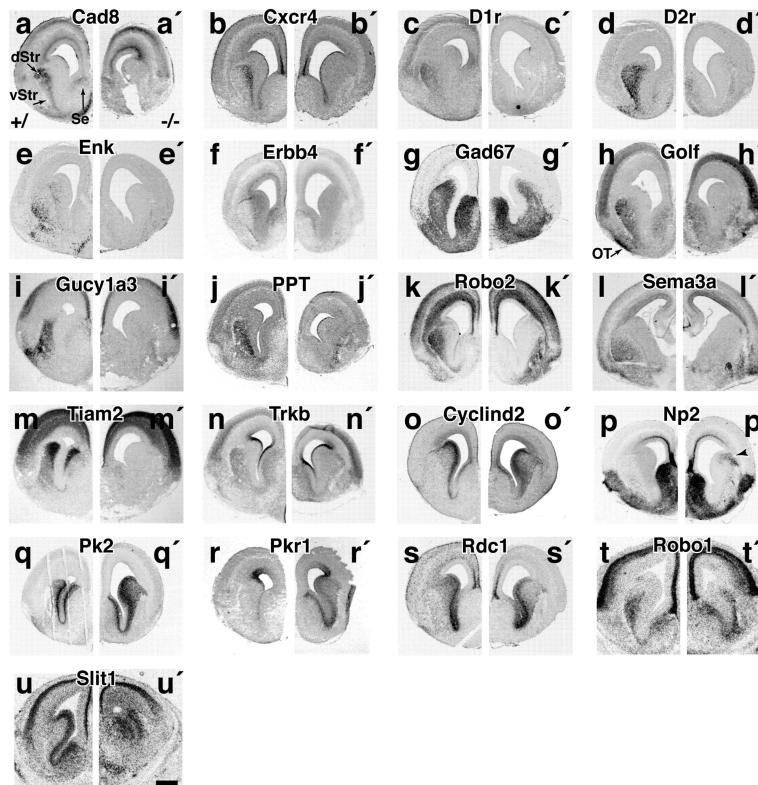 Cad8
a a´
dStr
vStr
Se
+/ -/-
Cxcr4
b b´
D1r
c c´
D2r
d d´
Enk
e e´
Erbb4
f f´
Gad67
g g´
Golf
h h´
OT
Gucy1a3
i i´
PPT
j j´
Robo2
k k´
Sema3a
l l´
Tiam2
m m´
Trkb
n n´
Cyclind2
o o´
Np2
p p
Pk2
q q´
Pkr1
r r´
Rdc1
s s´
Robo1
t t´
Slit1
u u´